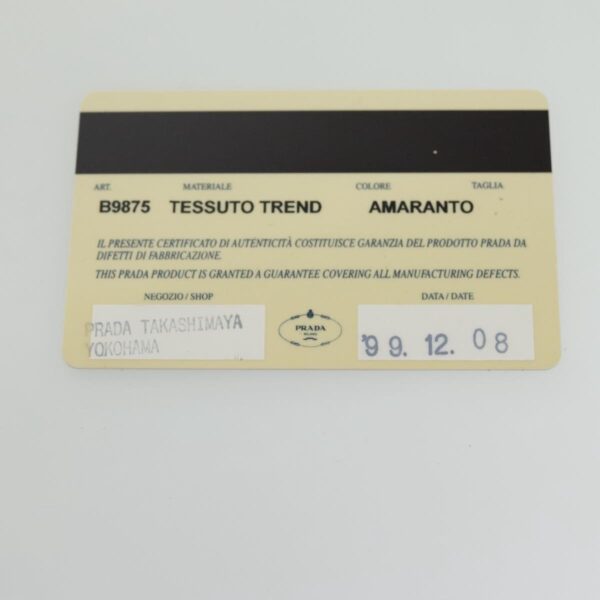 ART. MATERIALE COLORE TAGLIA
B9875 TESSUTO TREND AMARANTO
IL PRESENTE CERTIFICATO DI AUTENTICITÀ COSTITUISCE GARANZIA DEL PRODOTTO PRADA DA
DIFETTI DI FABBRICAZIONE.
THIS PRADA PRODUCT IS GRANTED A GUARANTEE COVERING ALL MANUFACTURING DEFECTS.
NEGOZIO / SHOP DATA / DATE
PRADA TAKASHIMAYA
YOKOHAMA
PRADA
MILANO
'99.12.08